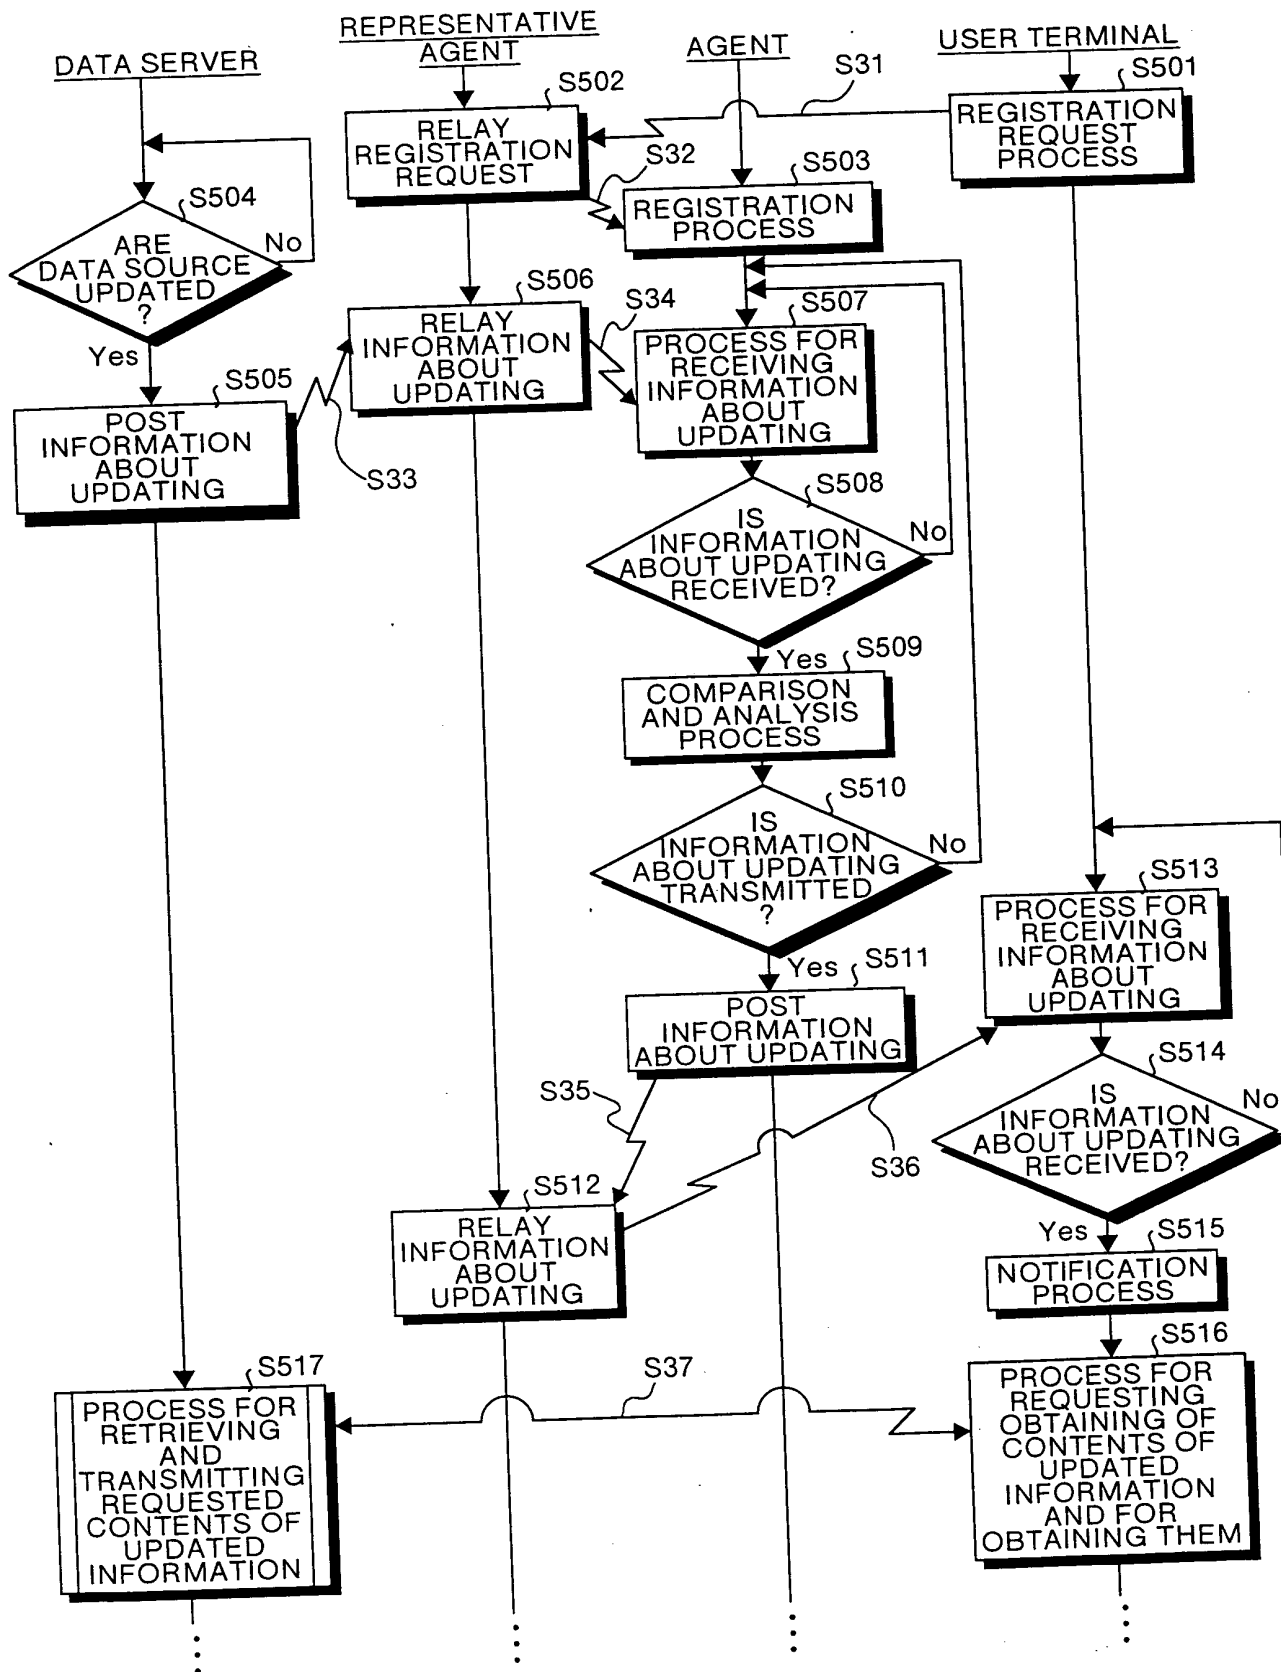 REPRESENTATIVE
AGENT
DATA SERVER
AGENT
USER TERMINAL
S502
S31
S501
RELAY
REGISTRATION
REQUEST
REGISTRATION
REQUEST
PROCESS
S32
S503
REGISTRATION
PROCESS
S504
ARE
DATA SOURCE
UPDATED
?
No
Yes
S506
RELAY
INFORMATION
ABOUT
UPDATING
S34
S507
PROCESS FOR
RECEIVING
INFORMATION
ABOUT
UPDATING
S505
POST
INFORMATION
ABOUT
UPDATING
S33
S508
IS
INFORMATION
ABOUT UPDATING
RECEIVED?
No
Yes
S509
COMPARISON
AND ANALYSIS
PROCESS
S510
IS
INFORMATION
ABOUT UPDATING
TRANSMITTED
?
No
Yes
S511
POST
INFORMATION
ABOUT UPDATING
S513
PROCESS FOR
RECEIVING
INFORMATION
ABOUT
UPDATING
S35
S36
S514
IS
INFORMATION
ABOUT UPDATING
RECEIVED?
No
Yes
S512
RELAY
INFORMATION
ABOUT
UPDATING
S515
NOTIFICATION
PROCESS
S517
PROCESS FOR
RETRIEVING
AND
TRANSMITTING
REQUESTED
CONTENTS OF
UPDATED
INFORMATION
S37
S516
PROCESS FOR
REQUESTING
OBTAINING OF
CONTENTS OF
UPDATED
INFORMATION
AND FOR
OBTAINING THEM